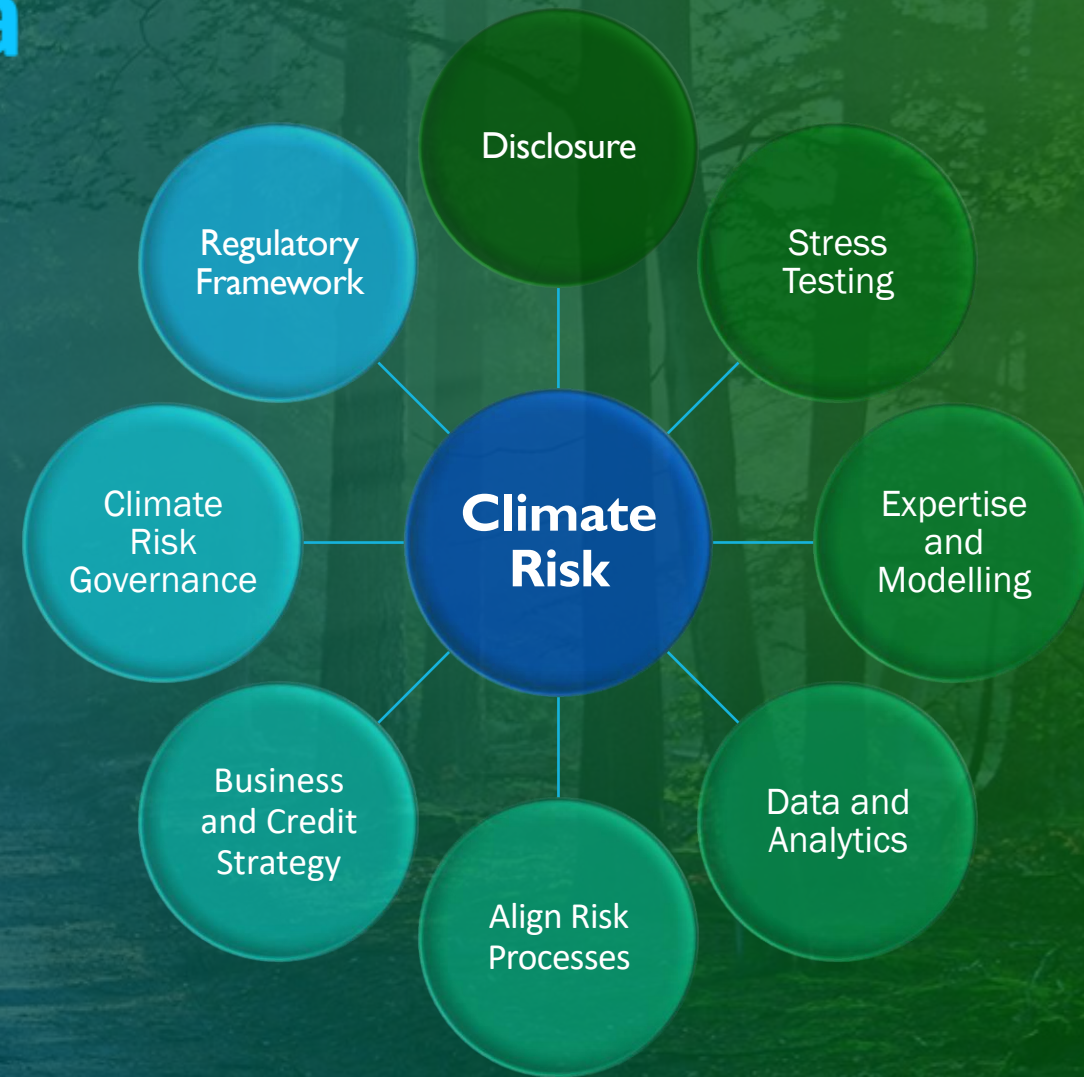 a
Disclosure
Regulatory
Framework
Stress
Testing
Climate
Risk
Governance
Climate
Risk
Expertise
and
Modelling
Business
and Credit
Strategy
Data and
Analytics
Align Risk
Processes